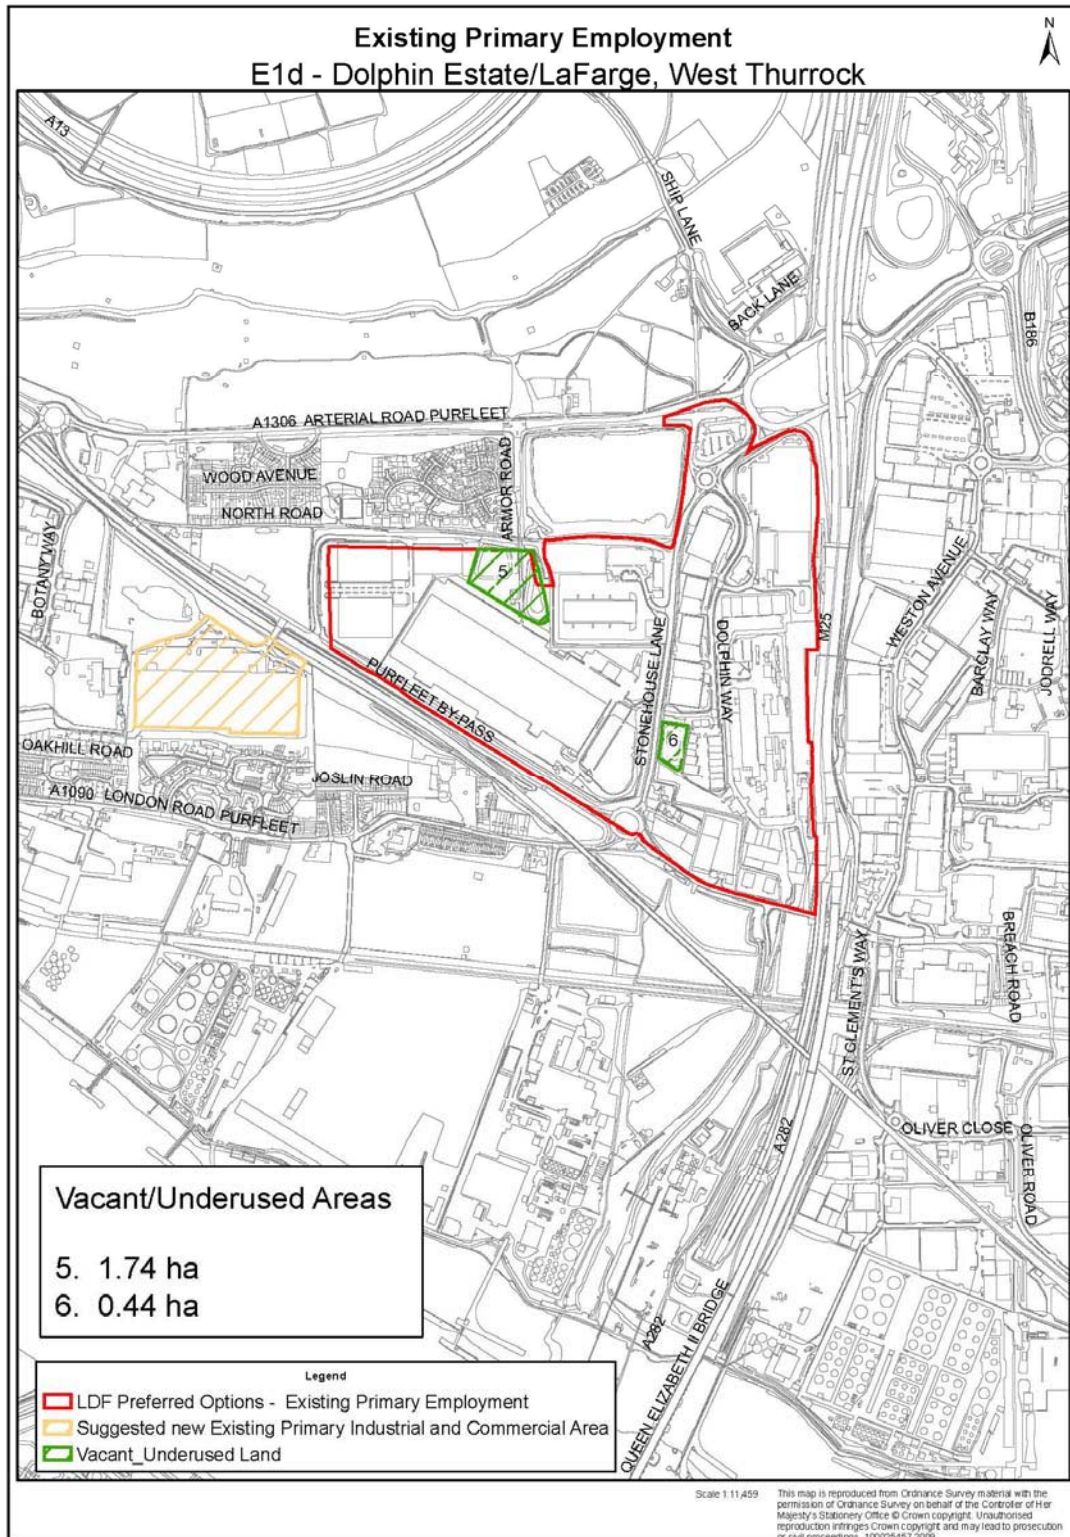 Existing Primary Employment
E1d - Dolphin Estate/LaFarge, West Thurrock
N
A13
SHIP LANE
BACK LANE
B186
A1306 ARTERIAL ROAD PURFLEET
WOOD AVENUE
NORTH ROAD
ARMOR ROAD
BOTANY WAY
5
WESTON AVENUE
BARCLAY WAY
JODRELL WAY
M25
DOLPHIN WAY
STONEHOUSE LANE
PURFLEET BY-PASS
6
OAKHILL ROAD
JOSLIN ROAD
A1090 LONDON ROAD PURFLEET
BREACH ROAD
ST CLEMENT'S WAY
OLIVER CLOSE
OLIVER ROAD
A282
A282
QUEEN ELIZABETH II BRIDGE
Vacant/Underused Areas
5. 1.74 ha
6. 0.44 ha
Legend
LDF Preferred Options - Existing Primary Employment
Suggested new Existing Primary Industrial and Commercial Area
Vacant_Underused Land
Scale 1:11,459
This map is reproduced from Ordnance Survey material with the
permission of Ordnance Survey on behalf of the Controller of Her
Majesty's Stationery Office © Crown copyright. Unauthorised
reproduction infringes Crown copyright and may lead to prosecution
or civil proceedings. 100025457 2009